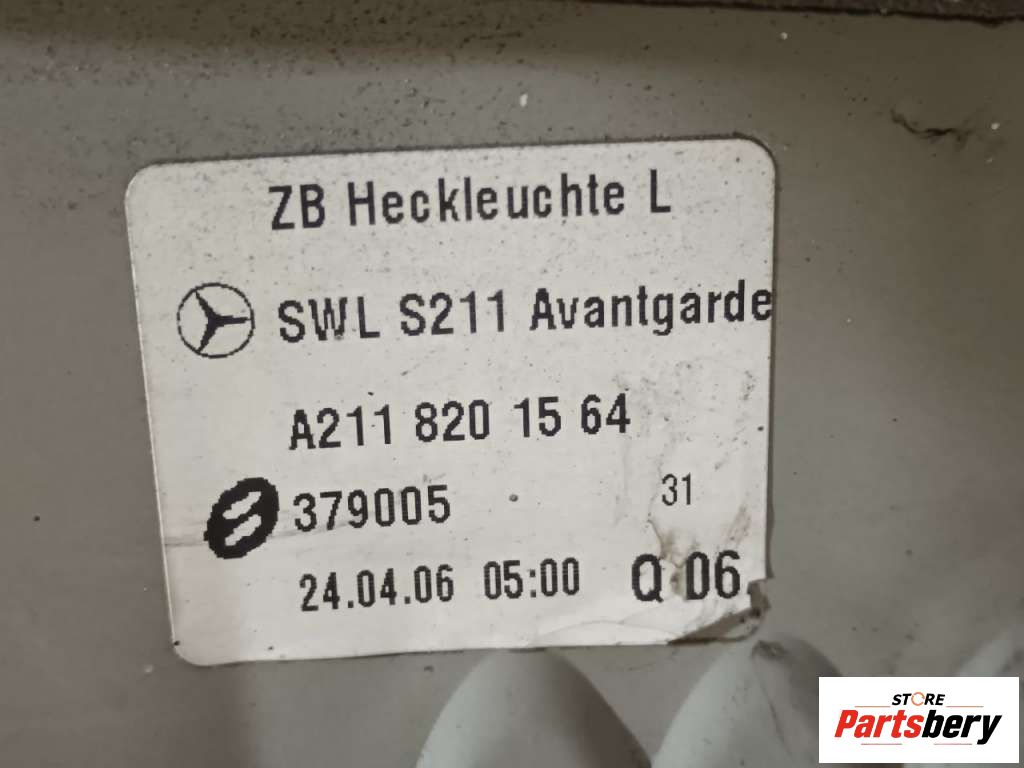 ZB Heckleuchte L
SWL S211 Avantgarde
A211 820 15 64
379005 31
24.04.06 05:00 Q 06
STORE
Partsbery